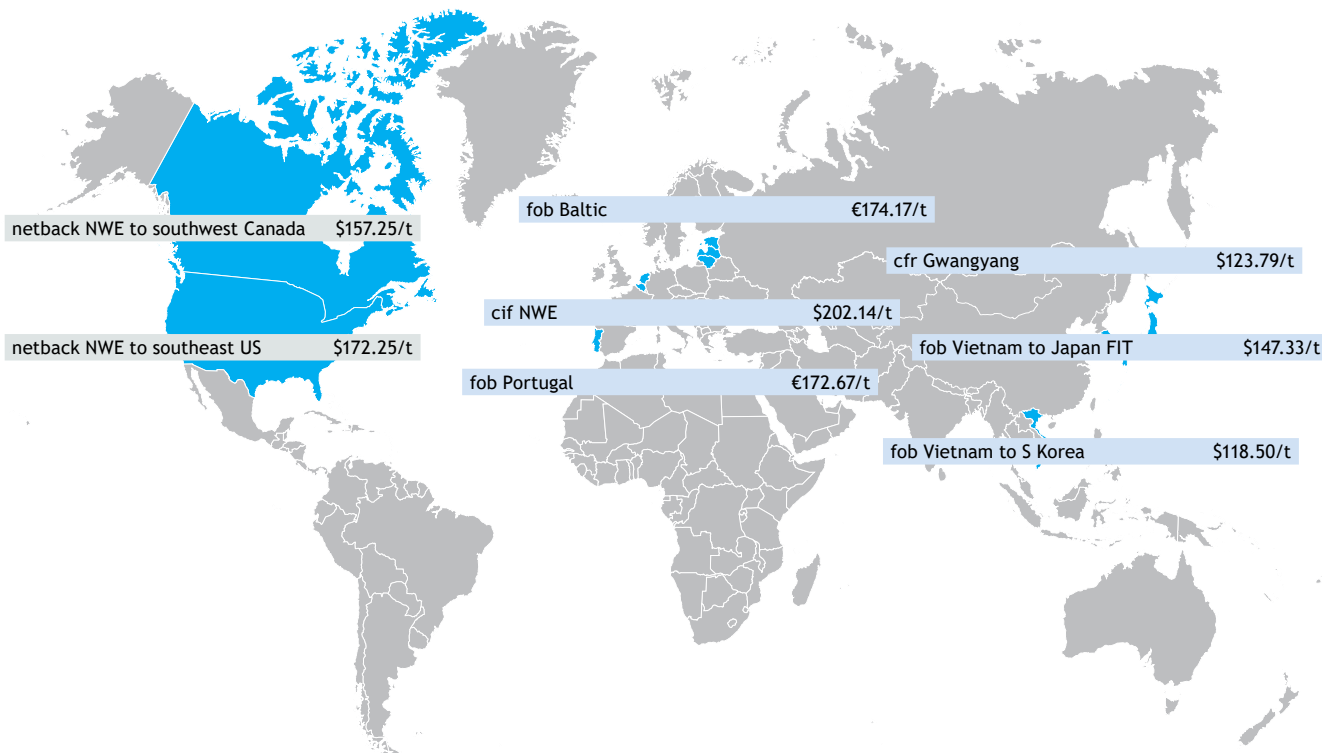 fob Baltic €174.17/t
netback NWE to southwest Canada $157.25/t
cfr Gwangyang $123.79/t
cif NWE $202.14/t
netback NWE to southeast US $172.25/t
fob Vietnam to Japan FIT $147.33/t
fob Portugal €172.67/t
fob Vietnam to S Korea $118.50/t